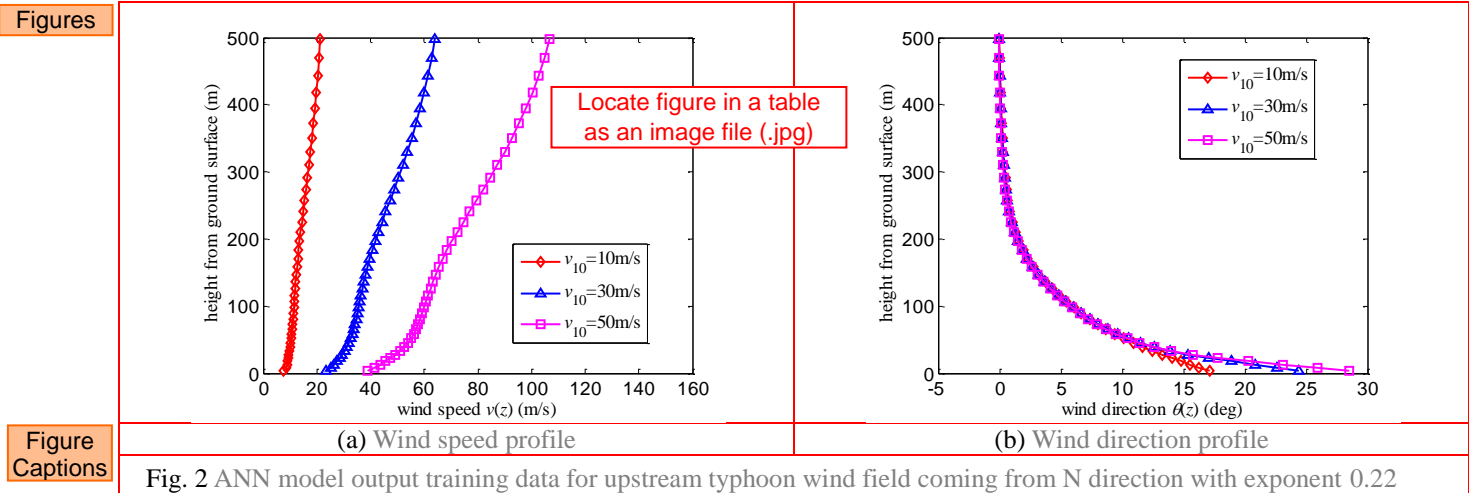 Figures
500
400
300
200
100
0
height from ground surface (m)
0 20 40 60 80 100 120 140 160
wind speed v(z) (m/s)
v10=10m/s
v10=30m/s
v10=50m/s
Locate figure in a table
as an image file (.jpg)
500
400
300
200
100
0
height from ground surface (m)
-5 0 5 10 15 20 25 30
wind direction θ(z) (deg)
v10=10m/s
v10=30m/s
v10=50m/s
Figure
Captions
(a) Wind speed profile
(b) Wind direction profile
Fig. 2 ANN model output training data for upstream typhoon wind field coming from N direction with exponent 0.22